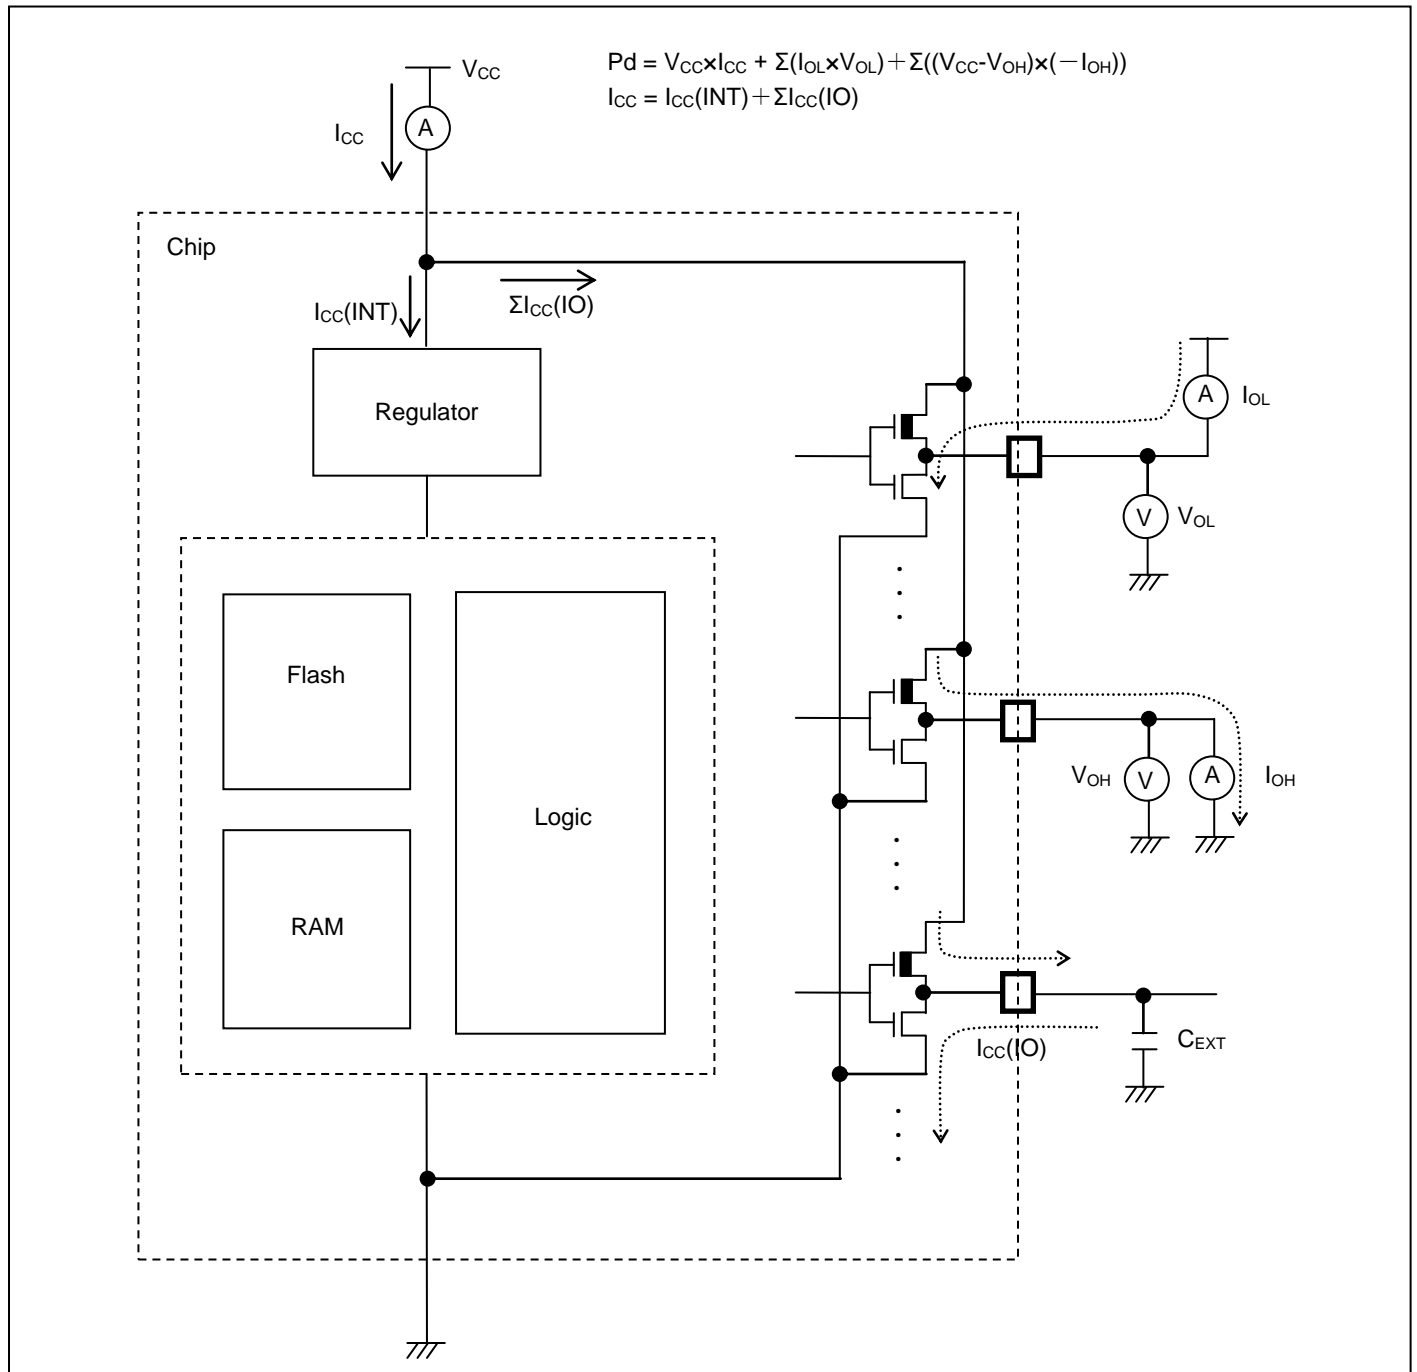 Pd = VCC×ICC + Σ(IOL×VOL)+Σ((VCC-VOH)×(-IOH))
ICC = ICC(INT)+ΣICC(IO)
VCC
A
ICC
Chip
ICC(INT)
ΣICC(IO)
Regulator
A
IOL
V
VOL
Flash
Logic
RAM
VOH
V
A
IOH
ICC(IO)
CEXT